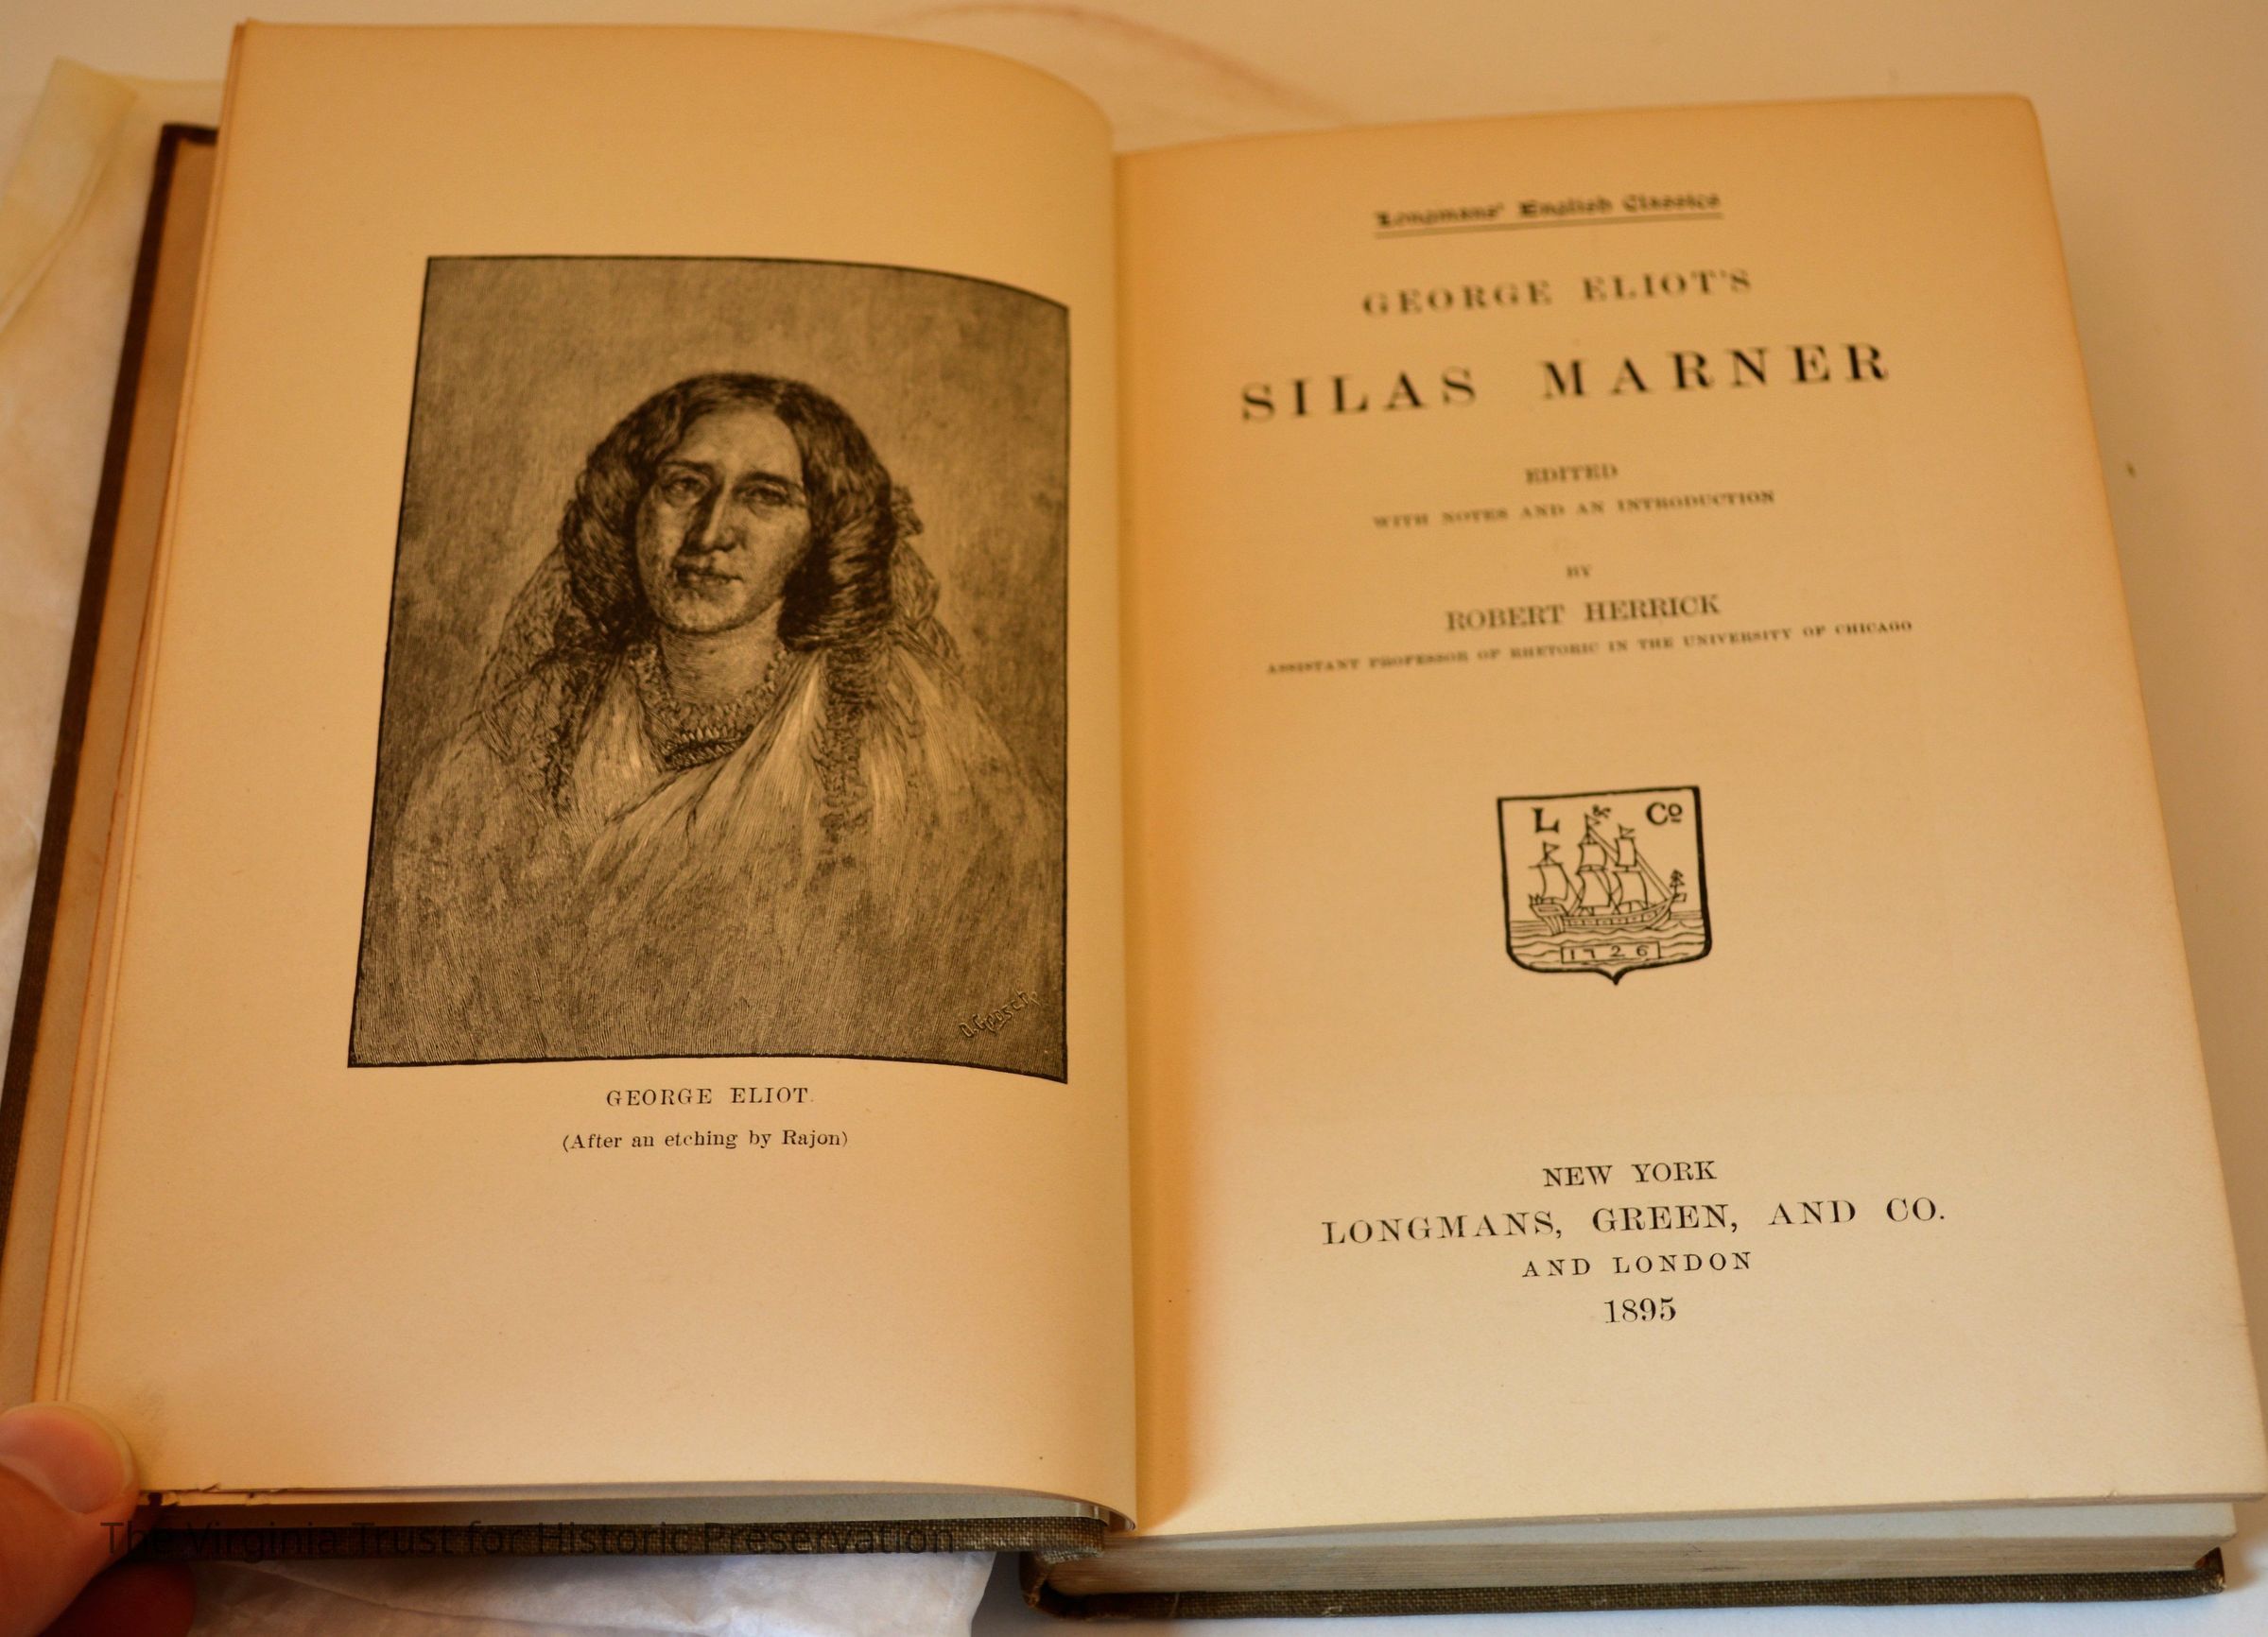 O. Grosch.
GEORGE ELIOT.
(After an etching by Rajon)
Longmans' English Classics
GEORGE ELIOT'S
SILAS MARNER
EDITED
WITH NOTES AND AN INTRODUCTION
BY
ROBERT HERRICK
ASSISTANT PROFESSOR OF RHETORIC IN THE UNIVERSITY OF CHICAGO
L & Co
1726
NEW YORK
LONGMANS, GREEN, AND CO.
AND LONDON
1895
The Virginia Trust for Historic Preservation